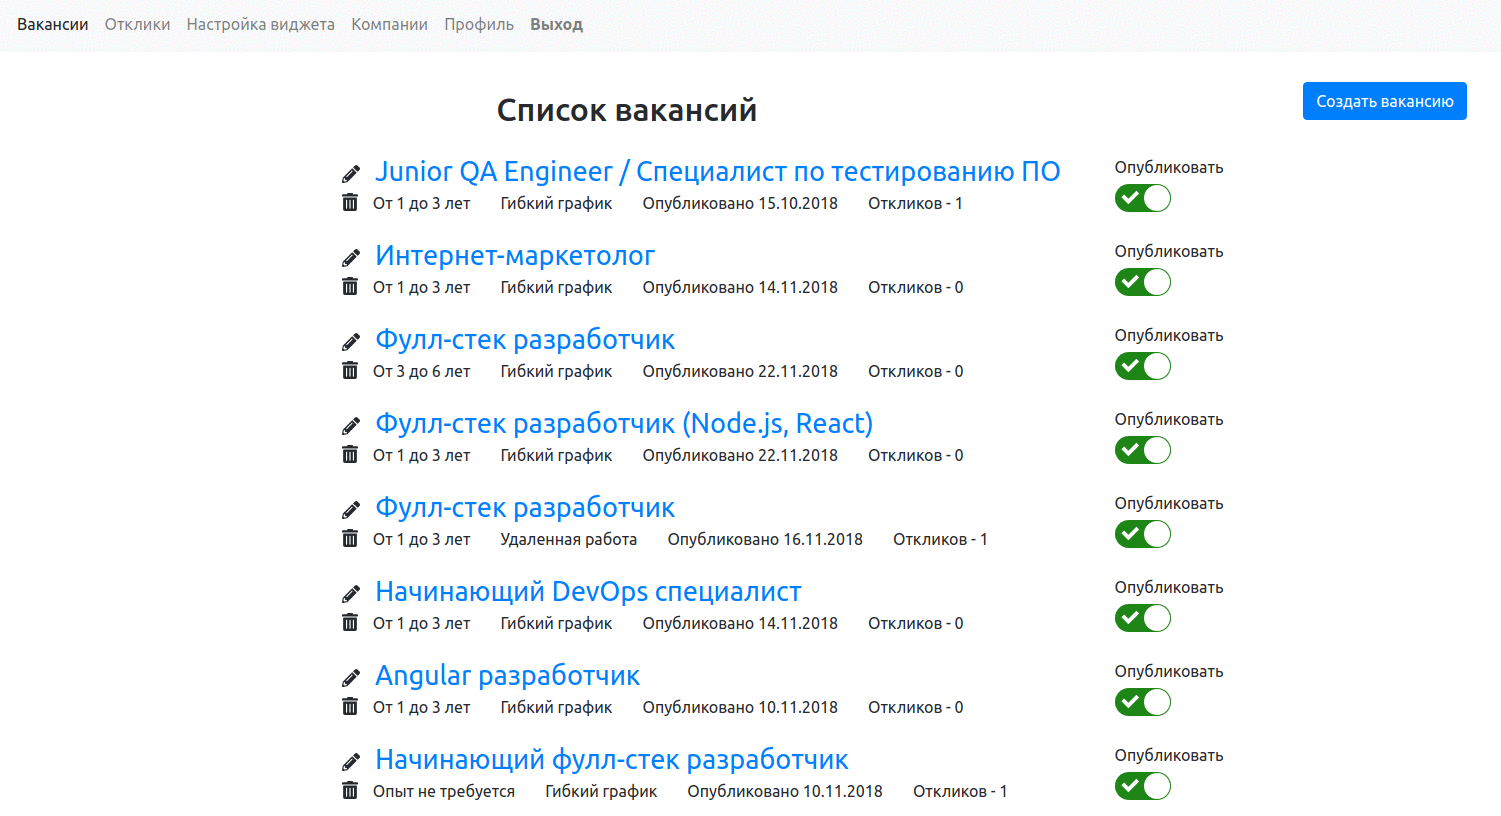 Вакансии Отклики Настройка виджета Компании Профиль Выход
Список вакансий
Создать вакансию
Junior QA Engineer / Специалист по тестированию ПО
Опубликовать
От 1 до 3 лет Гибкий график Опубликовано 15.10.2018 Откликов - 1
Интернет-маркетолог
Опубликовать
От 1 до 3 лет Гибкий график Опубликовано 14.11.2018 Откликов - 0
Фулл-стек разработчик
Опубликовать
От 3 до 6 лет Гибкий график Опубликовано 22.11.2018 Откликов - 0
Фулл-стек разработчик (Node.js, React)
Опубликовать
От 1 до 3 лет Гибкий график Опубликовано 22.11.2018 Откликов - 0
Фулл-стек разработчик
Опубликовать
От 1 до 3 лет Удаленная работа Опубликовано 16.11.2018 Откликов - 1
Начинающий DevOps специалист
Опубликовать
От 1 до 3 лет Гибкий график Опубликовано 14.11.2018 Откликов - 0
Angular разработчик
Опубликовать
От 1 до 3 лет Гибкий график Опубликовано 10.11.2018 Откликов - 0
Начинающий фулл-стек разработчик
Опубликовать
Опыт не требуется Гибкий график Опубликовано 10.11.2018 Откликов - 1